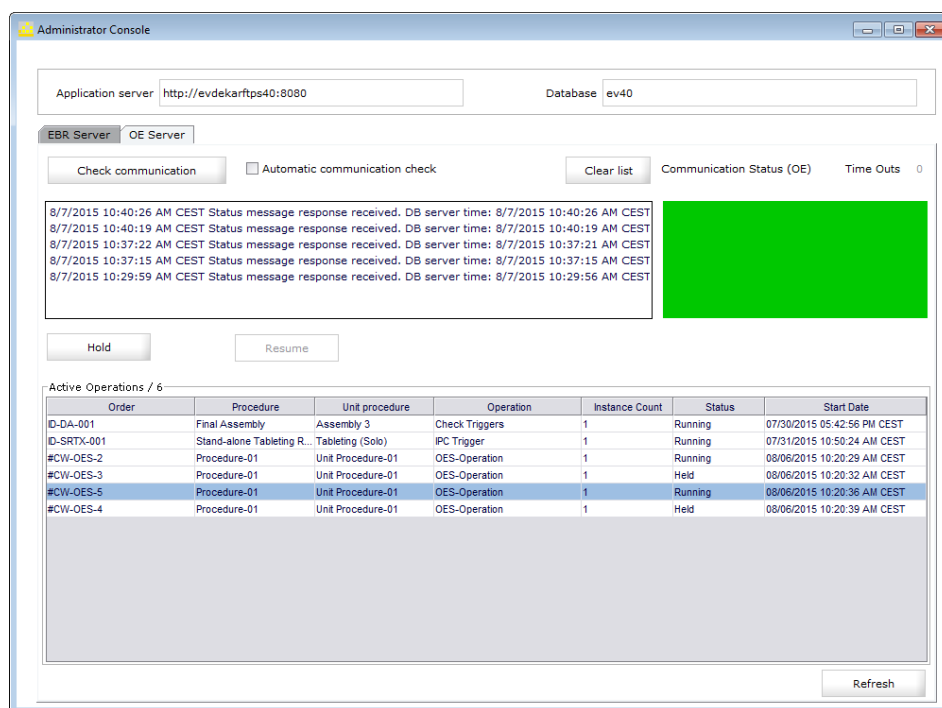 Administrator Console
Application server http://evdekarftps40:8080 Database ev40
EBR Server OE Server
Check communication Automatic communication check Clear list Communication Status (OE) Time Outs 0
8/7/2015 10:40:26 AM CEST Status message response received. DB server time: 8/7/2015 10:40:26 AM CEST
8/7/2015 10:40:19 AM CEST Status message response received. DB server time: 8/7/2015 10:40:19 AM CEST
8/7/2015 10:37:22 AM CEST Status message response received. DB server time: 8/7/2015 10:37:21 AM CEST
8/7/2015 10:37:15 AM CEST Status message response received. DB server time: 8/7/2015 10:37:15 AM CEST
8/7/2015 10:29:59 AM CEST Status message response received. DB server time: 8/7/2015 10:29:56 AM CEST
Hold Resume
Active Operations / 6
Order Procedure Unit procedure Operation Instance Count Status Start Date
ID-DA-001 Final Assembly Assembly 3 Check Triggers 1 Running 07/30/2015 05:42:56 PM CEST
ID-SRTX-001 Stand-alone Tableting R... Tableting (Solo) IPC Trigger 1 Running 07/31/2015 10:50:24 AM CEST
#CW-OES-2 Procedure-01 Unit Procedure-01 OES-Operation 1 Running 08/06/2015 10:20:29 AM CEST
#CW-OES-3 Procedure-01 Unit Procedure-01 OES-Operation 1 Held 08/06/2015 10:20:32 AM CEST
#CW-OES-5 Procedure-01 Unit Procedure-01 OES-Operation 1 Running 08/06/2015 10:20:36 AM CEST
#CW-OES-4 Procedure-01 Unit Procedure-01 OES-Operation 1 Held 08/06/2015 10:20:39 AM CEST
Refresh